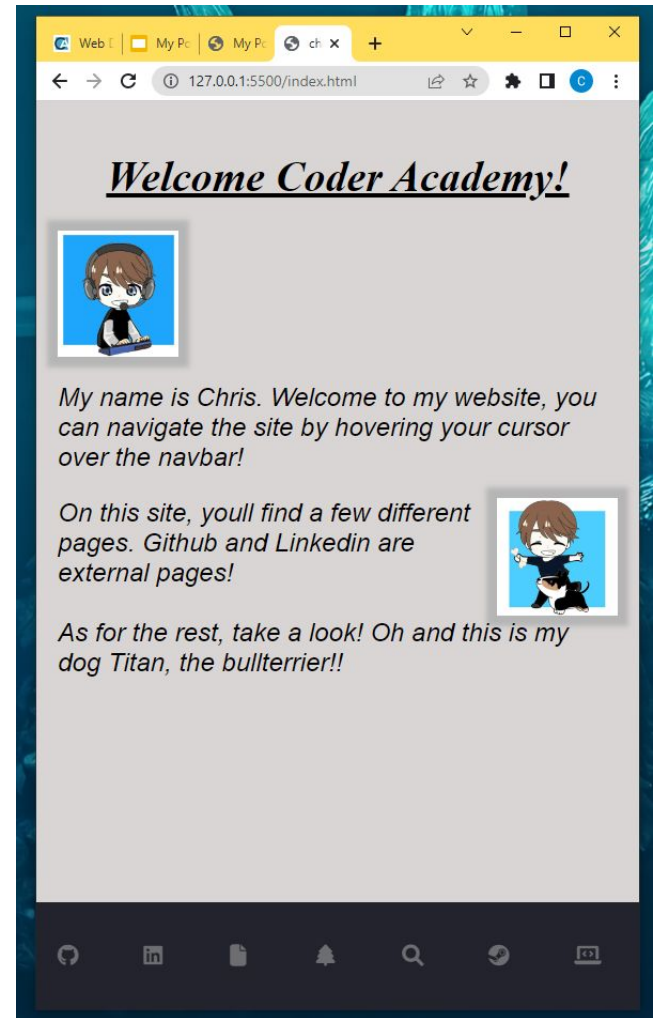 Web D
My Po
My Po
ch
127.0.0.1:5500/index.html
C
Welcome Coder Academy!
My name is Chris. Welcome to my website, you
can navigate the site by hovering your cursor
over the navbar!
On this site, youll find a few different
pages. Github and Linkedin are
external pages!
As for the rest, take a look! Oh and this is my
dog Titan, the bullterrier!!
in